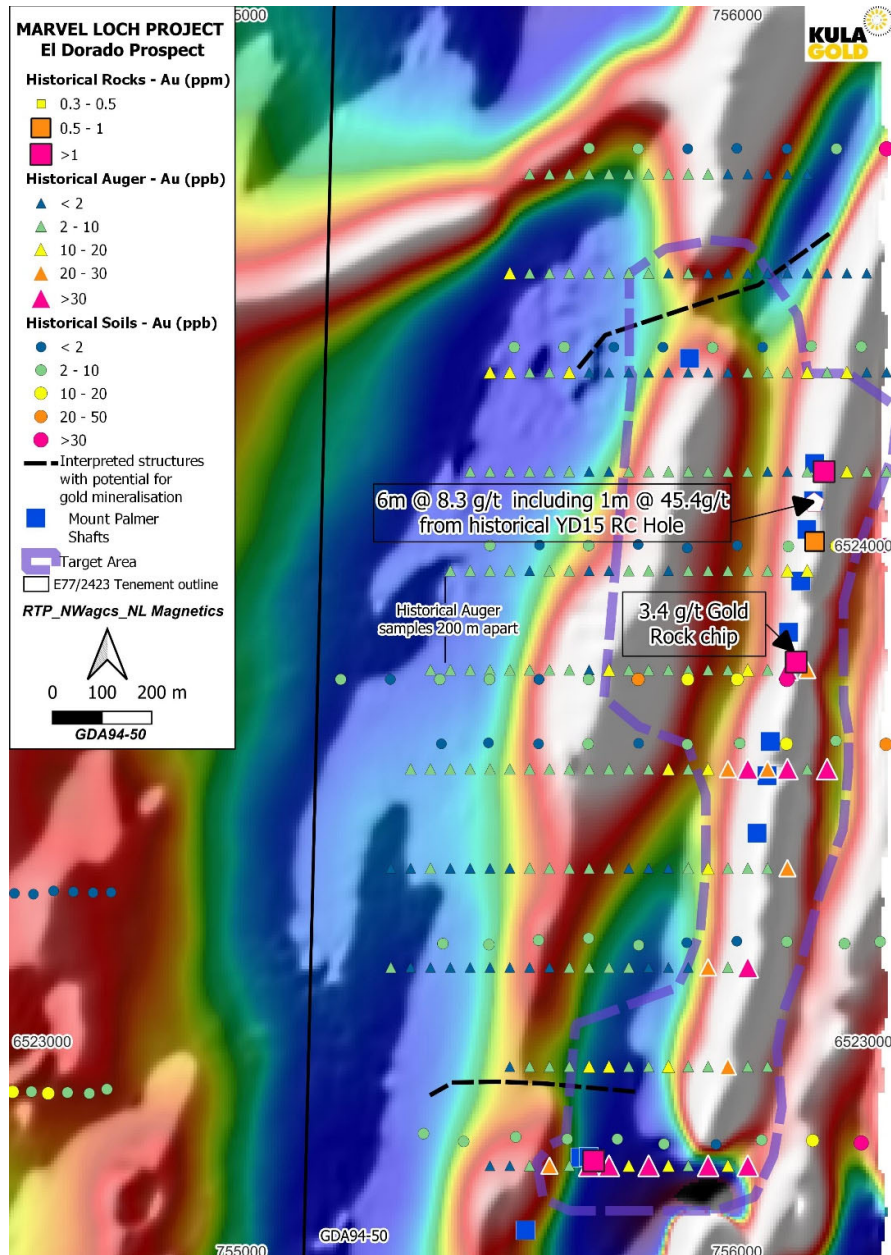 MARVEL LOCH PROJECT
El Dorado Prospect
Historical Rocks - Au (ppm)
0.3 - 0.5
0.5 - 1
>1
Historical Auger - Au (ppb)
< 2
2 - 10
10 - 20
20 - 30
>30
Historical Soils - Au (ppb)
< 2
2 - 10
10 - 20
20 - 50
>30
Interpreted structures
with potential for
gold mineralisation
Mount Palmer
Shafts
Target Area
E77/2423 Tenement outline
RTP_NWagcs_NL Magnetics
0 100 200 m
GDA94-50
5000
756000
KULA
GOLD
6m @ 8.3 g/t including 1m @ 45.4g/t
from historical YD15 RC Hole
6524000
Historical Auger
samples 200 m apart
3.4 g/t Gold
Rock chip
6523000
6523000
755000
GDA94-50
756000